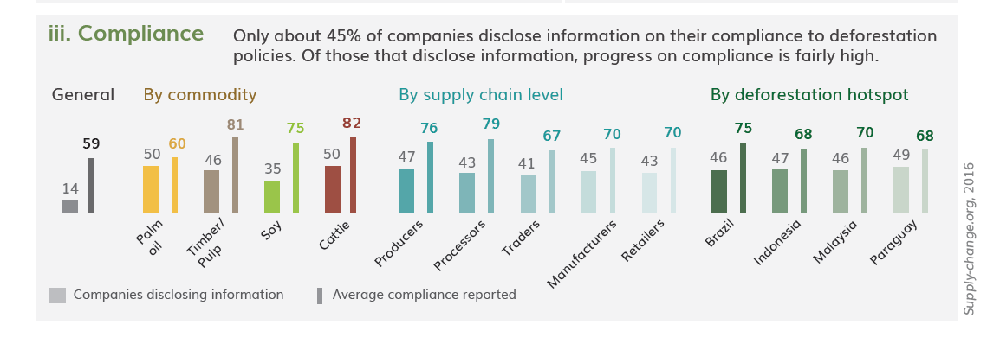 iii. Compliance
Only about 45% of companies disclose information on their compliance to deforestation
policies. Of those that disclose information, progress on compliance is fairly high.
General
By commodity
By supply chain level
By deforestation hotspot
14
59
50
60
46
81
35
75
50
82
47
76
43
79
41
67
45
70
43
70
46
75
47
68
46
70
49
68
Palm
oil
Timber/
Pulp
Soy
Cattle
Producers
Processors
Traders
Manufacturers
Retailers
Brazil
Indonesia
Malaysia
Paraguay
Companies disclosing information
Average compliance reported
Supply-change.org, 2016